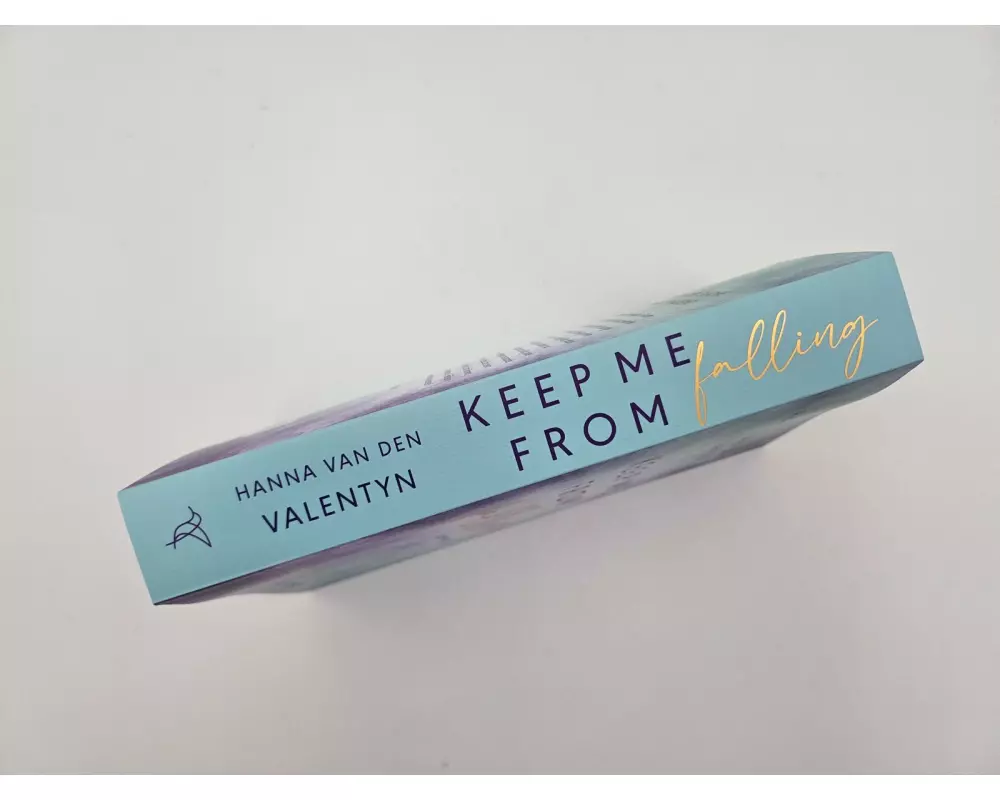 HANNA VAN DEN
VALENTYN
KEEP ME
FROM falling